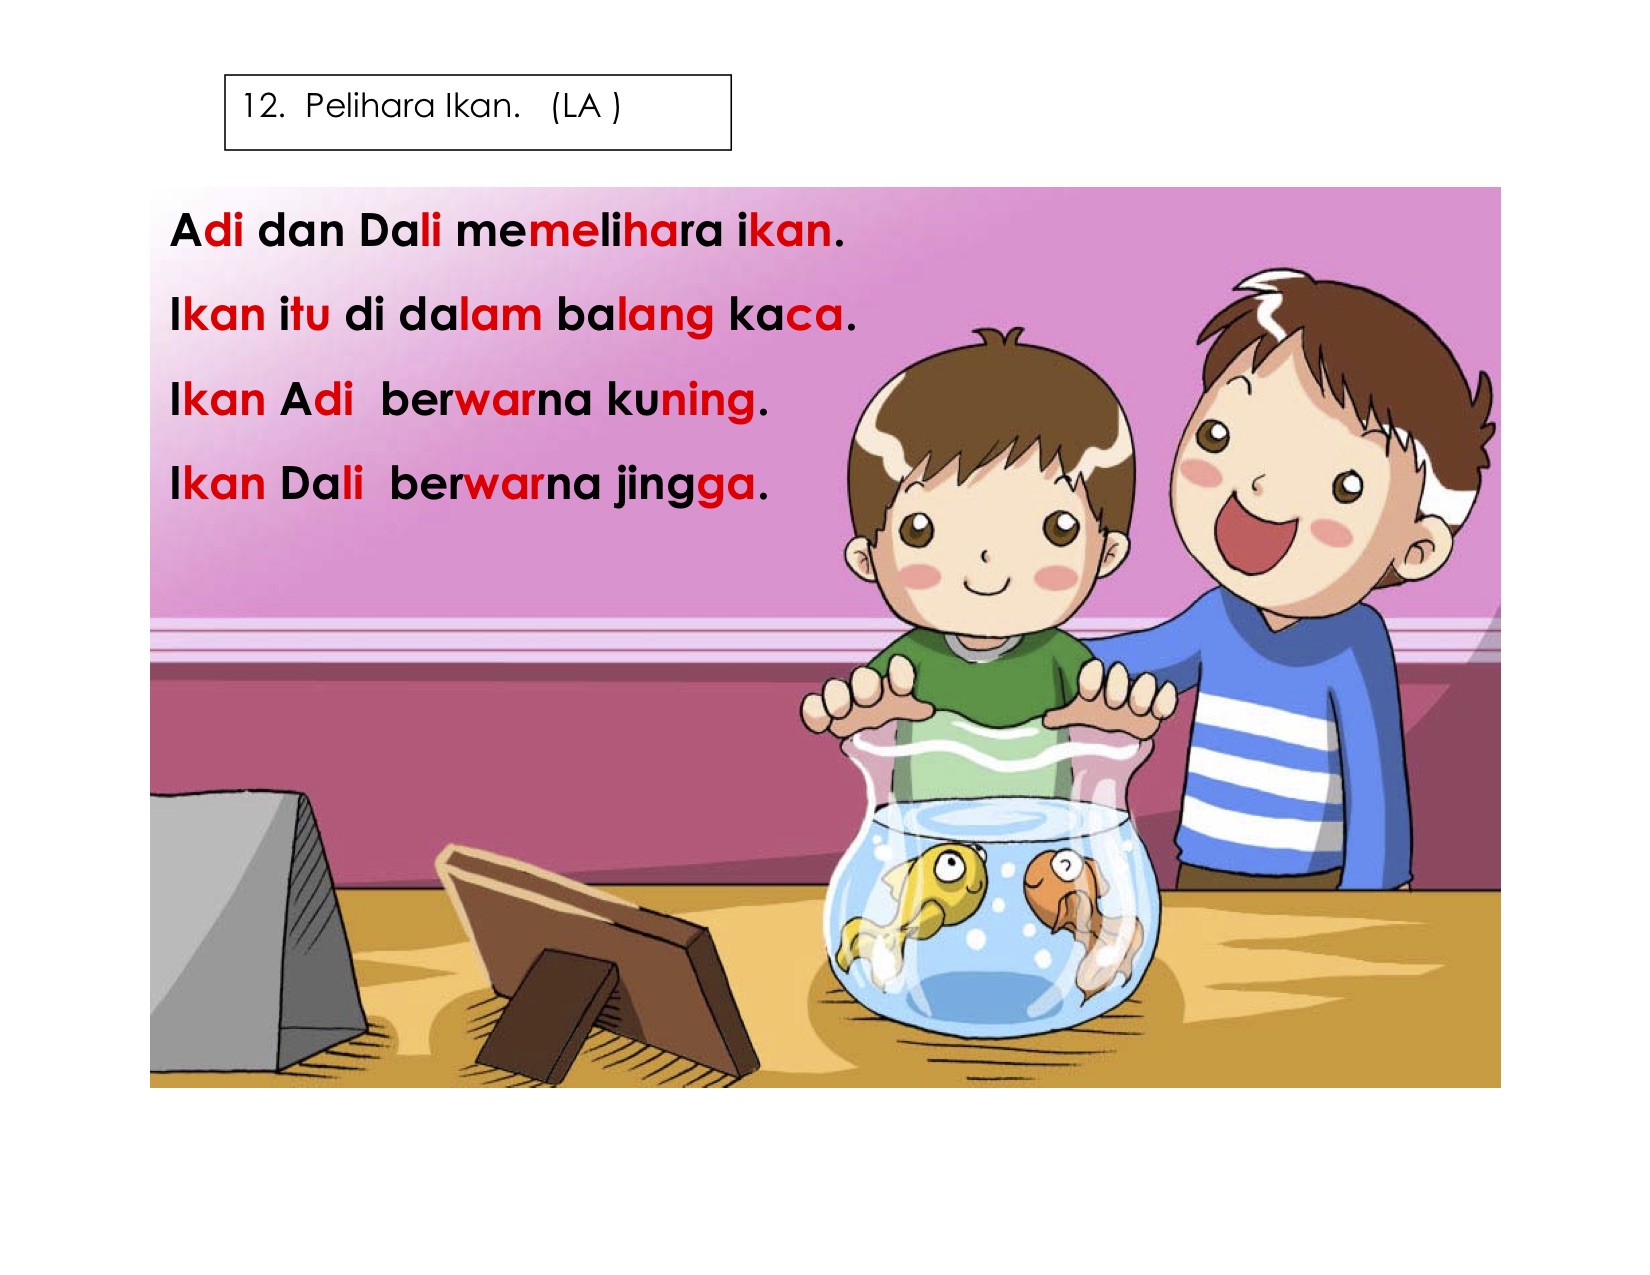 12. Pelihara Ikan. (LA )
Adi dan Dali memelihara ikan.
Ikan itu di dalam balang kaca.
Ikan Adi berwarna kuning.
Ikan Dali berwarna jingga.